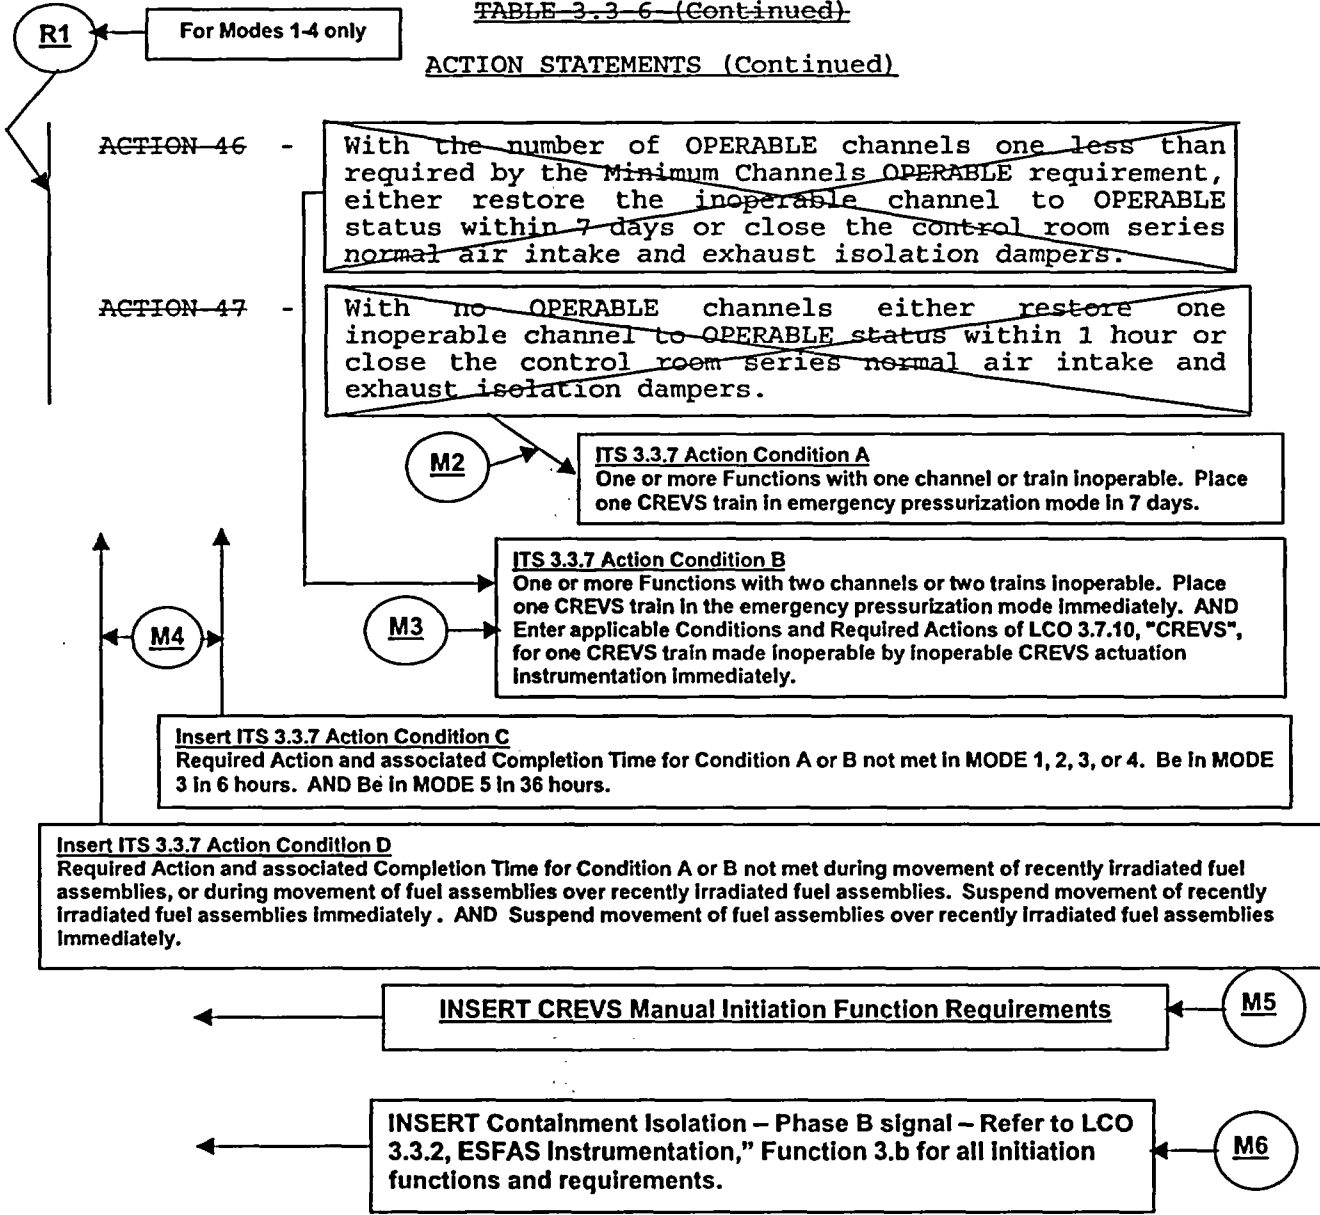 TABLE 3.3-6 (Continued)
R1
For Modes 1-4 only
ACTION STATEMENTS (Continued)
ACTION 46 - With the number of OPERABLE channels one less than
required by the Minimum Channels OPERABLE requirement,
either restore the inoperable channel to OPERABLE
status within 7 days or close the control room series
normal air intake and exhaust isolation dampers.
ACTION 47 - With no OPERABLE channels either restore one
inoperable channel to OPERABLE status within 1 hour or
close the control room series normal air intake and
exhaust isolation dampers.
M2
ITS 3.3.7 Action Condition A
One or more Functions with one channel or train inoperable. Place
one CREVS train in emergency pressurization mode in 7 days.
ITS 3.3.7 Action Condition B
One or more Functions with two channels or two trains inoperable. Place
one CREVS train in the emergency pressurization mode immediately. AND
Enter applicable Conditions and Required Actions of LCO 3.7.10, "CREVS",
for one CREVS train made inoperable by inoperable CREVS actuation
instrumentation immediately.
M3
M4
Insert ITS 3.3.7 Action Condition C
Required Action and associated Completion Time for Condition A or B not met in MODE 1, 2, 3, or 4. Be in MODE
3 in 6 hours. AND Be in MODE 5 in 36 hours.
Insert ITS 3.3.7 Action Condition D
Required Action and associated Completion Time for Condition A or B not met during movement of recently irradiated fuel
assemblies, or during movement of fuel assemblies over recently irradiated fuel assemblies. Suspend movement of recently
irradiated fuel assemblies immediately. AND Suspend movement of fuel assemblies over recently irradiated fuel assemblies
immediately.
INSERT CREVS Manual Initiation Function Requirements
M5
INSERT Containment Isolation – Phase B signal – Refer to LCO
3.3.2, ESFAS Instrumentation," Function 3.b for all initiation
functions and requirements.
M6